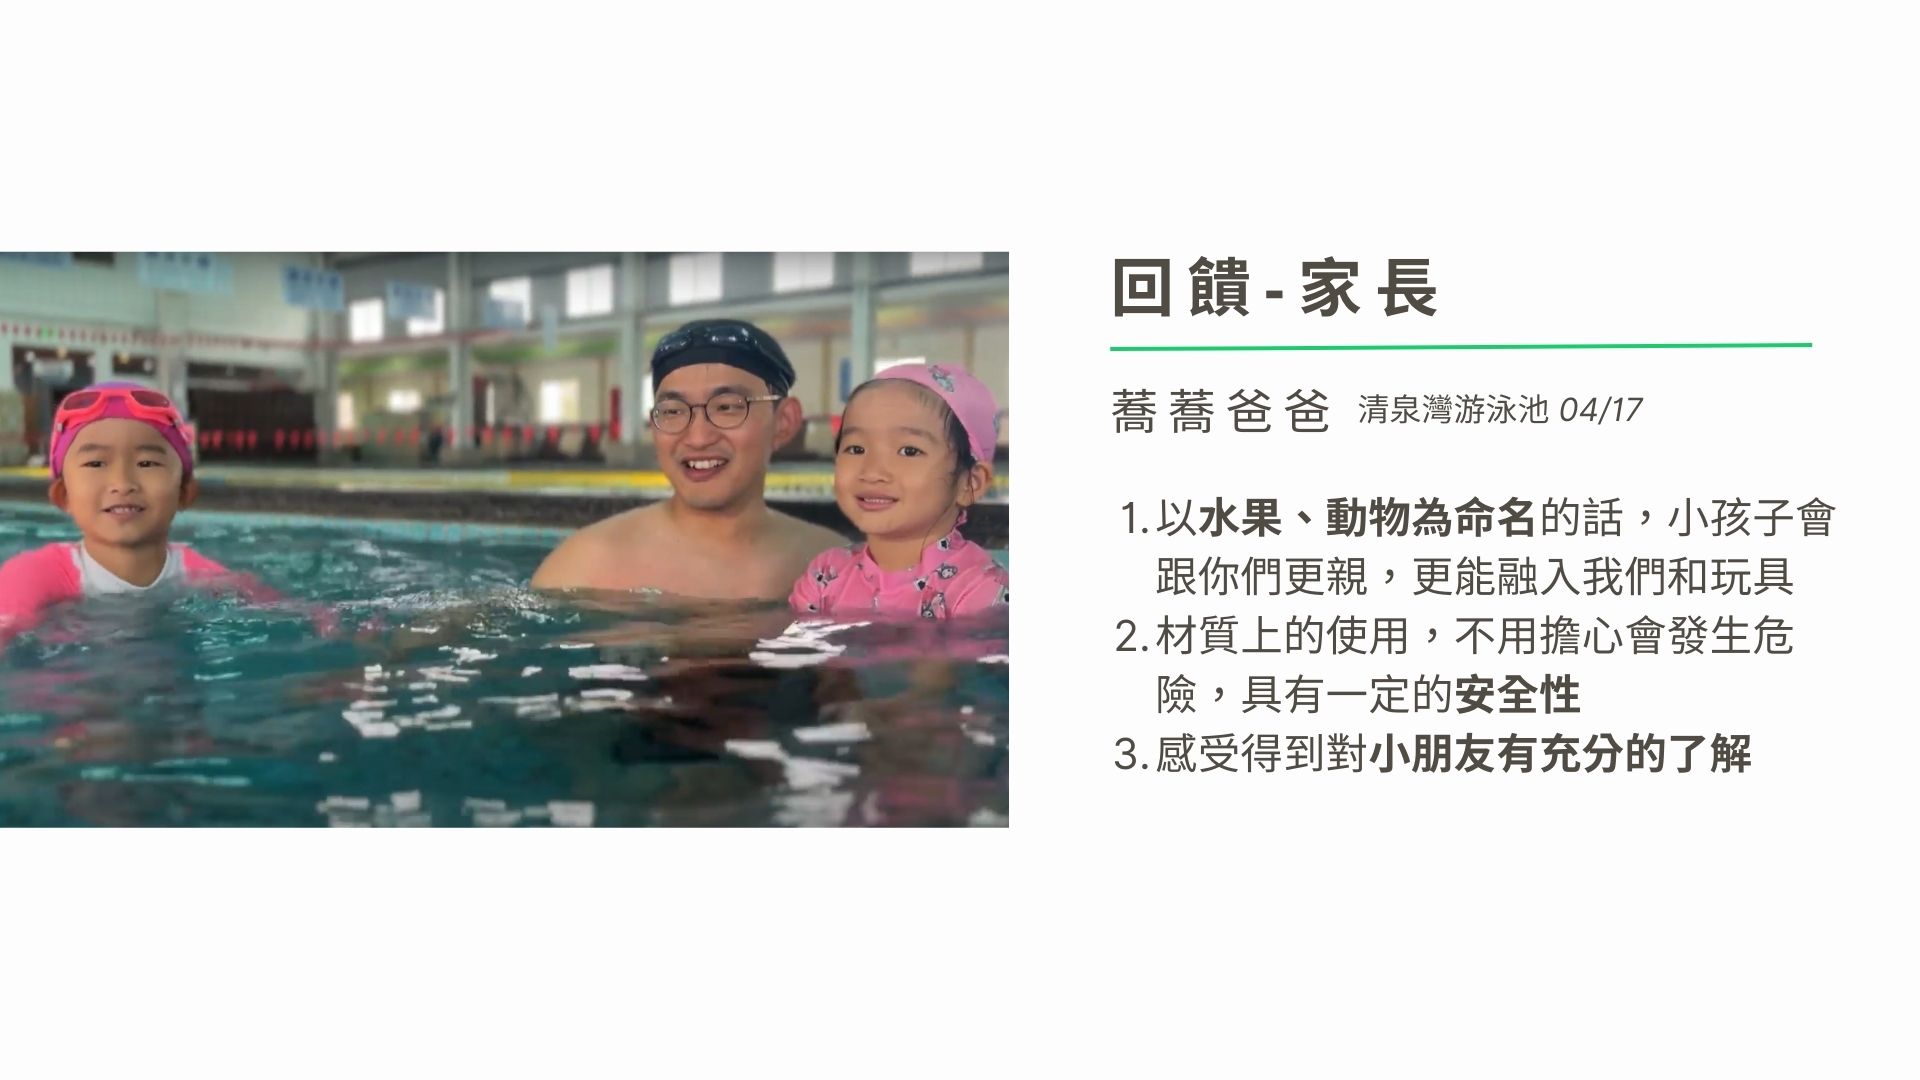 回饋-家長
蕎蕎爸爸 清泉灣游泳池 04/17
1. 以水果、動物為命名的話，小孩子會
跟你們更親，更能融入我們和玩具
2. 材質上的使用，不用擔心會發生危
險，具有一定的安全性
3. 感受得到對小朋友有充分的了解